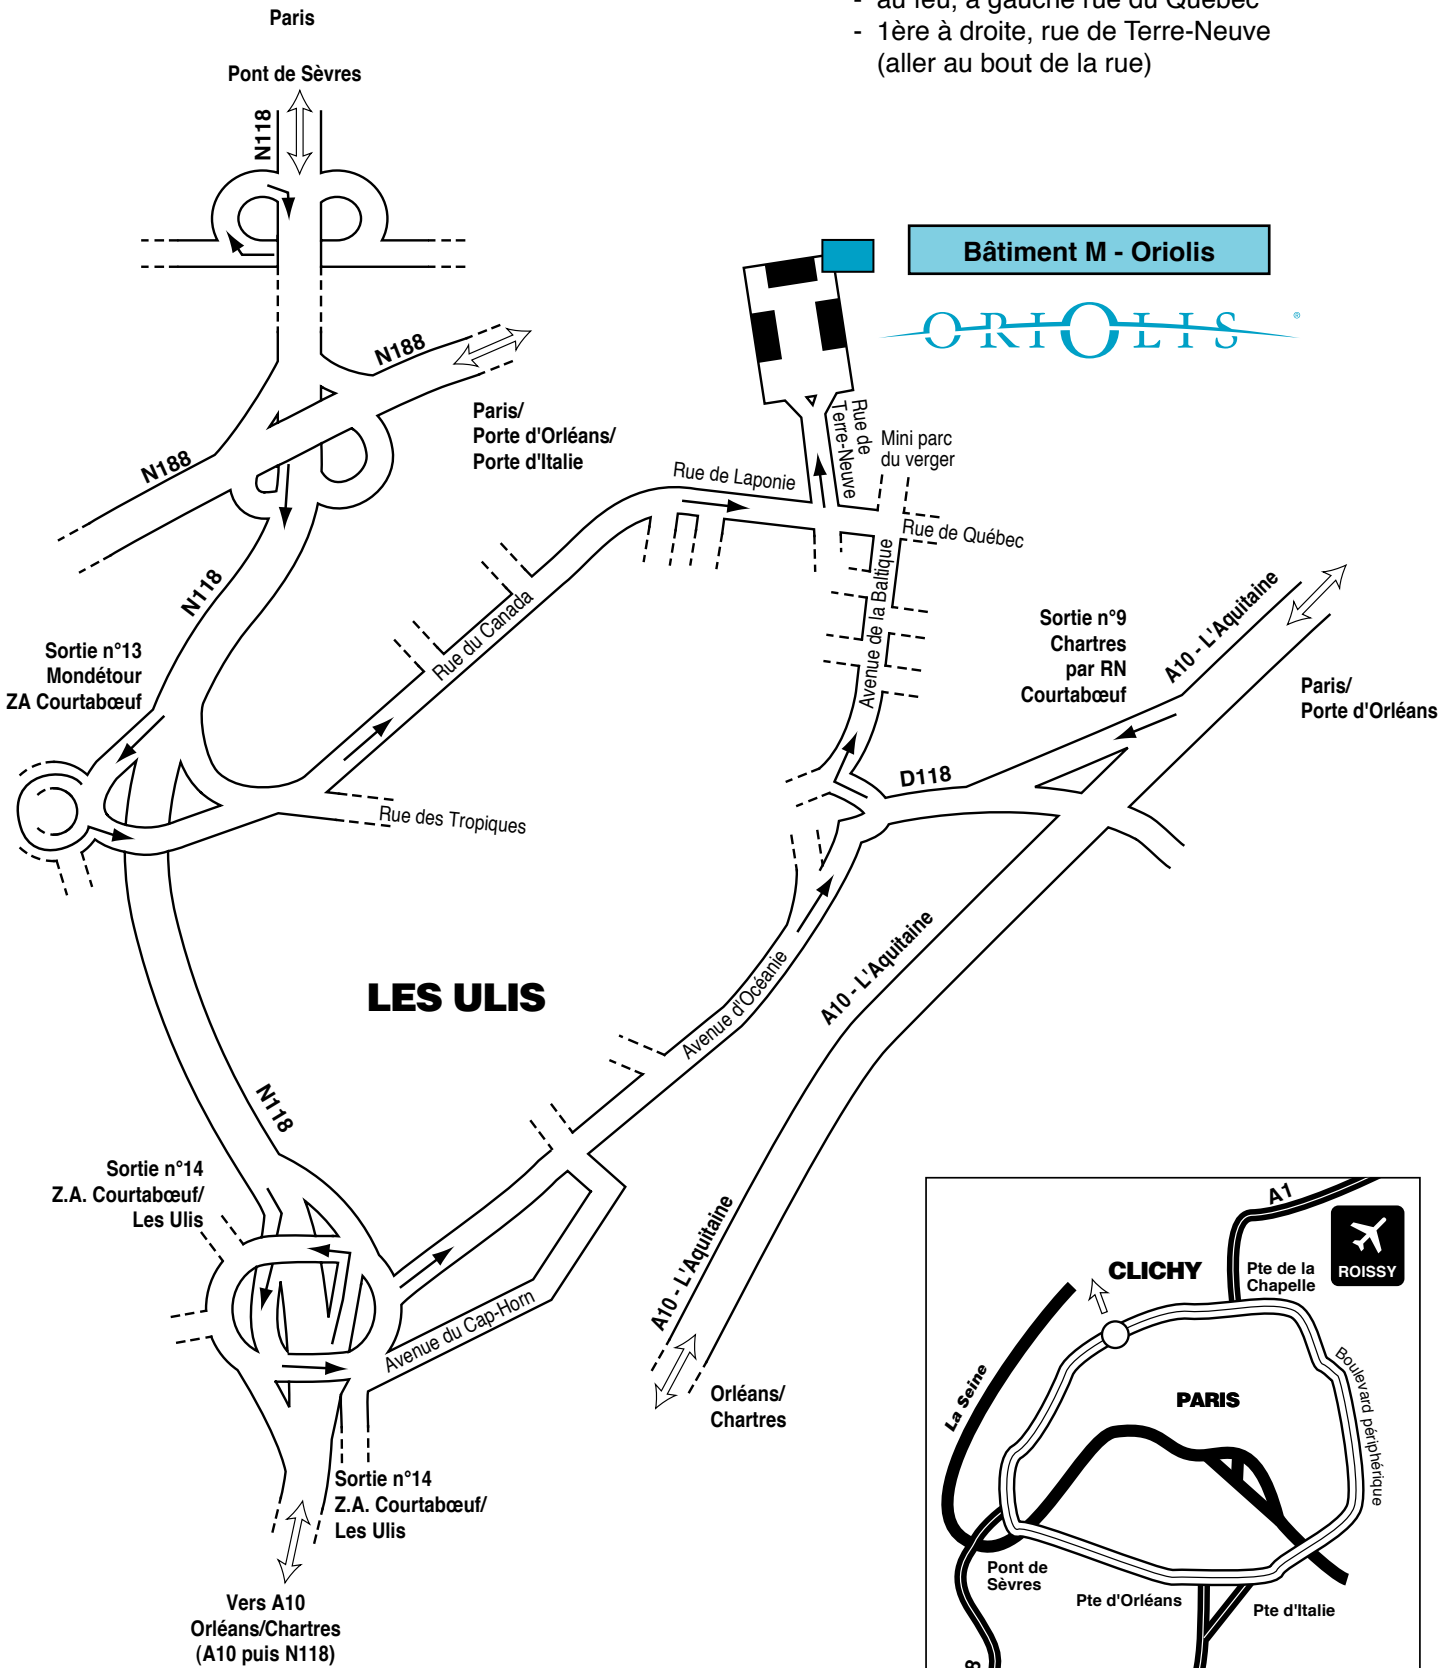 - au feu, à gauche rue du Québec
- 1ère à droite, rue de Terre-Neuve
(aller au bout de la rue)
Paris
Pont de Sèvres
N118
Bâtiment M - Oriolis
ORIOLIS
®
N188
Paris/
Porte d'Orléans/
Porte d'Italie
N188
Rue de
Terre-Neuve
Mini parc
du verger
Rue de Laponie
Rue de Québec
N118
Rue du Canada
Avenue de la Baltique
Sortie n°13
Mondétour
ZA Courtabœuf
Sortie n°9
Chartres
par RN
Courtabœuf
A10 - L'Aquitaine
Paris/
Porte d'Orléans
D118
Rue des Tropiques
LES ULIS
Avenue d'Océanie
A10 - L'Aquitaine
N118
Sortie n°14
Z.A. Courtabœuf/
Les Ulis
Avenue du Cap-Horn
A10 - L'Aquitaine
Orléans/
Chartres
Sortie n°14
Z.A. Courtabœuf/
Les Ulis
Vers A10
Orléans/Chartres
(A10 puis N118)
A1
ROISSY
CLICHY
Pte de la
Chapelle
La Seine
PARIS
Boulevard périphérique
Pont de
Sèvres
Pte d'Orléans
Pte d'Italie